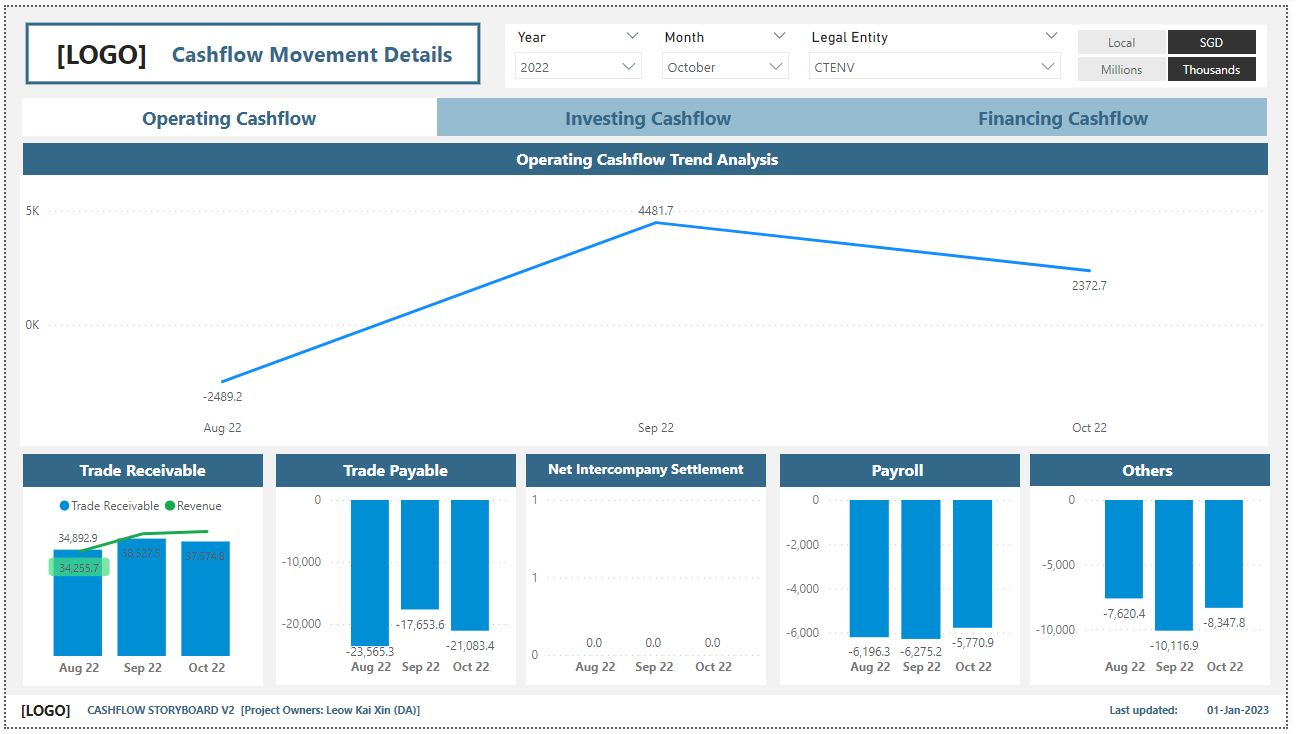 [LOGO] Cashflow Movement Details
Year Month Legal Entity
2022 October CTENV
Local SGD
Millions Thousands
Operating Cashflow Investing Cashflow Financing Cashflow
Operating Cashflow Trend Analysis
5K
4481.7
2372.7
0K
-2489.2
Aug 22 Sep 22 Oct 22
Trade Receivable
Trade Receivable Revenue
34,892.9
34,255.7
38,527.5
37,574.8
Aug 22 Sep 22 Oct 22
Trade Payable
0
-10,000
-20,000
-23,565.3 -17,653.6 -21,083.4
Aug 22 Sep 22 Oct 22
Net Intercompany Settlement
1
1
0
0.0 0.0 0.0
Aug 22 Sep 22 Oct 22
Payroll
0
-2,000
-4,000
-6,000
-6,196.3 -6,275.2 -5,770.9
Aug 22 Sep 22 Oct 22
Others
0
-5,000
-10,000
-7,620.4 -10,116.9 -8,347.8
Aug 22 Sep 22 Oct 22
[LOGO] CASHFLOW STORYBOARD V2 [Project Owners: Leow Kai Xin (DA)]
Last updated: 01-Jan-2023